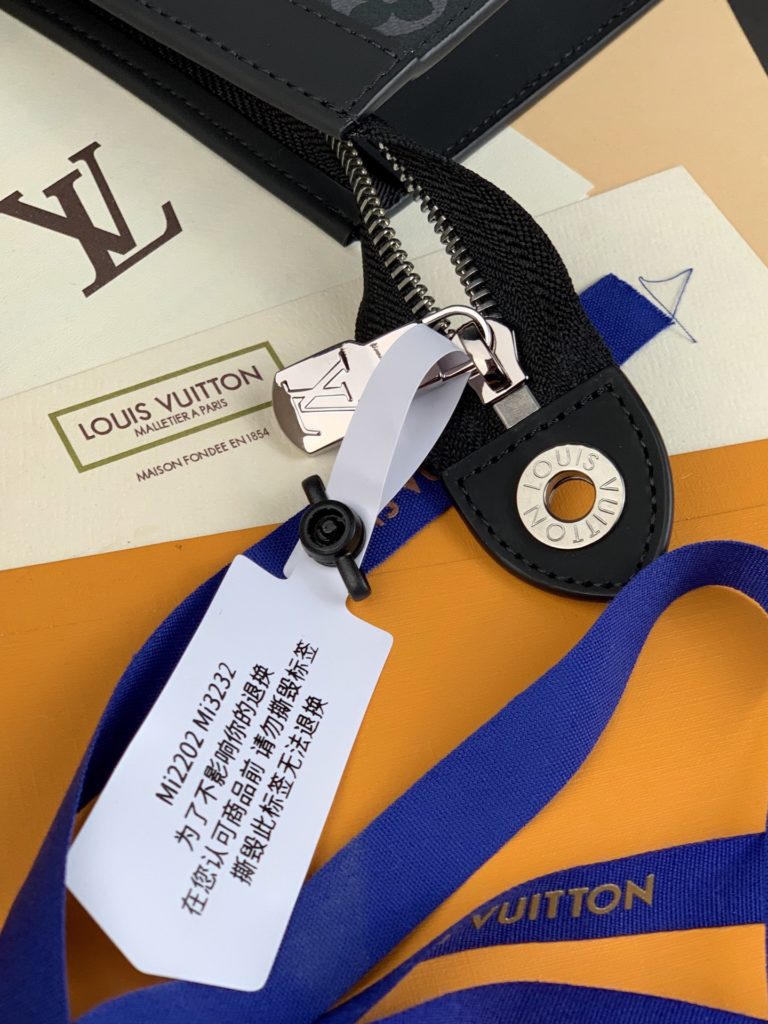 LV
LOUIS VUITTON
MALLETIER A PARIS
MAISON FONDEE EN 1854
LV
LOUIS VUITTON
Mi2202 Mi3232
为了不影响你的退换
在您认可商品前 请勿撕毁标签
撕毁此标签无法退换
VUITTON